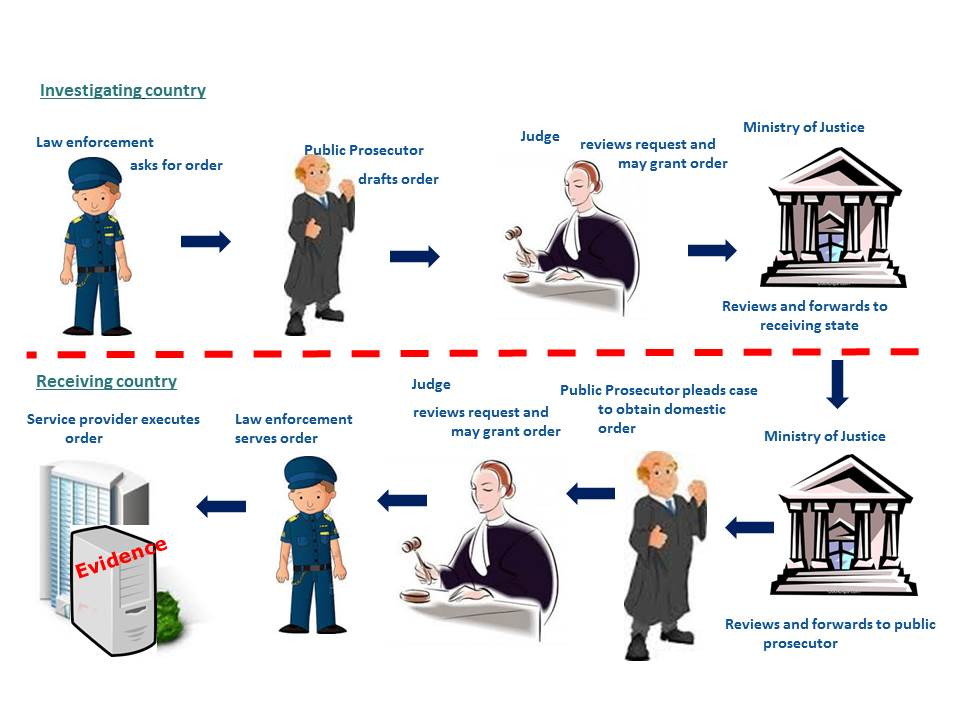 Investigating country
Law enforcement
asks for order
Public Prosecutor
drafts order
Judge
reviews request and
may grant order
Ministry of Justice
Reviews and forwards to
receiving state
Receiving country
Service provider executes
order
Law enforcement
serves order
Judge
reviews request and
may grant order
Public Prosecutor pleads case
to obtain domestic
order
Ministry of Justice
Reviews and forwards to public
prosecutor
Evidence